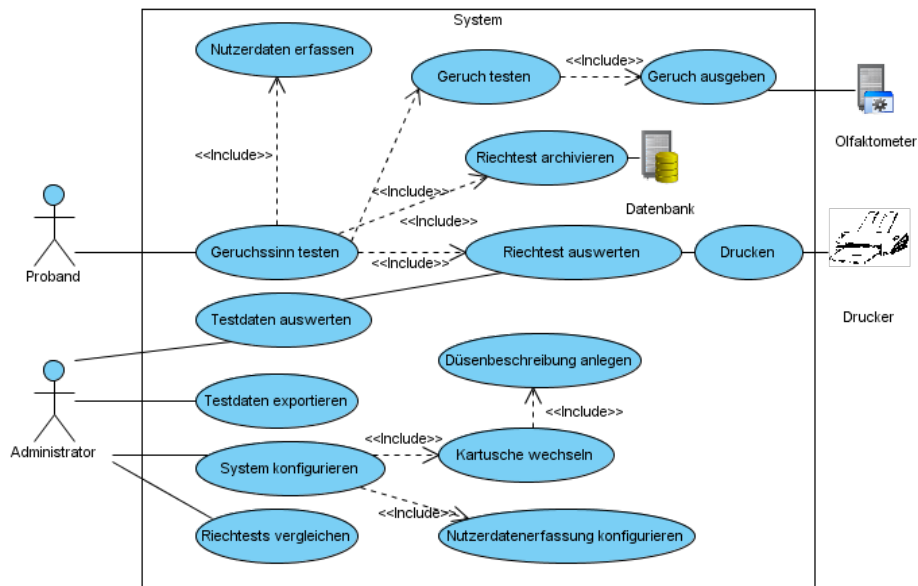 System
Nutzerdaten erfassen
Geruch testen
<<Include>>
Geruch ausgeben
Olfaktometer
<<Include>>
Riechtest archivieren
<<Include>>
Datenbank
<<Include>>
Proband
Geruchssinn testen
<<Include>>
Riechtest auswerten
Drucken
Drucker
Testdaten auswerten
Düsenbeschreibung anlegen
Administrator
Testdaten exportieren
<<Include>>
System konfigurieren
<<Include>>
Kartusche wechseln
<<Include>>
Riechtests vergleichen
Nutzerdatenerfassung konfigurieren